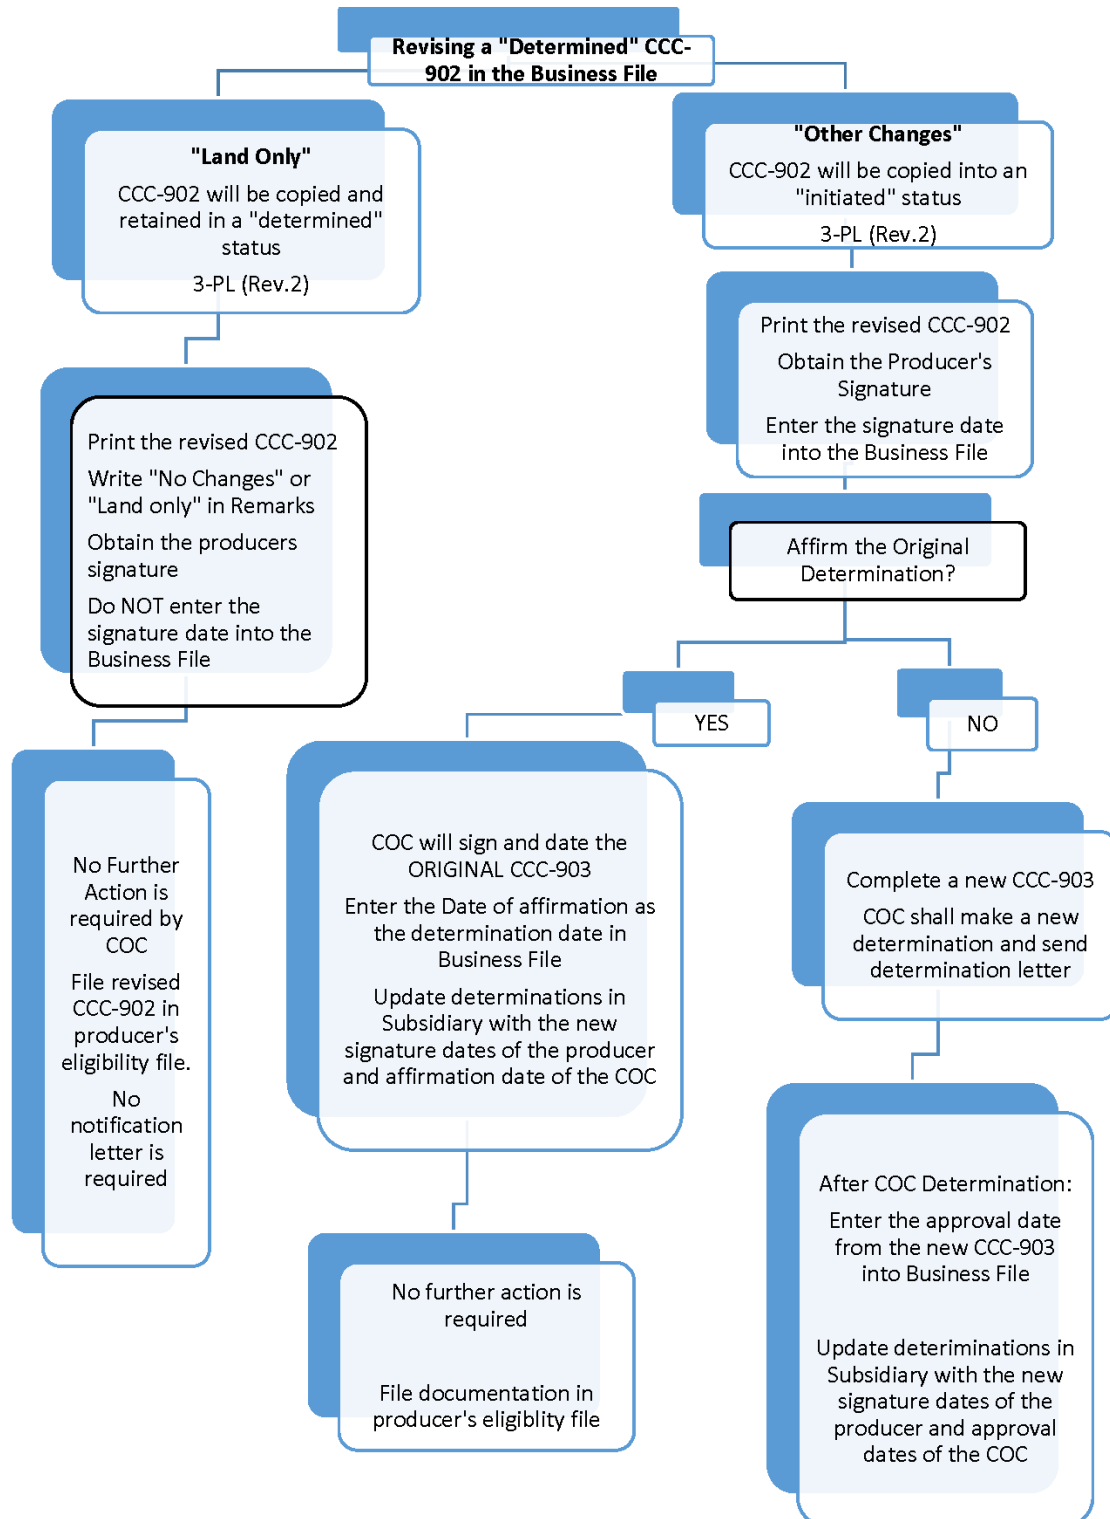 Revising a "Determined" CCC-
902 in the Business File
"Land Only"
CCC-902 will be copied and
retained in a "determined"
status
3-PL (Rev.2)
"Other Changes"
CCC-902 will be copied into an
"initiated" status
3-PL (Rev.2)
Print the revised CCC-902
Obtain the Producer's
Signature
Enter the signature date
into the Business File
Print the revised CCC-902
Write "No Changes" or
"Land only" in Remarks
Obtain the producers
signature
Do NOT enter the
signature date into the
Business File
Affirm the Original
Determination?
YES
NO
No Further
Action is
required by
COC
File revised
CCC-902 in
producer's
eligibility file.
No
notification
letter is
required
COC will sign and date the
ORIGINAL CCC-903
Enter the Date of affirmation as
the determination date in
Business File
Update determinations in
Subsidiary with the new
signature dates of the producer
and affirmation date of the COC
Complete a new CCC-903
COC shall make a new
determination and send
determination letter
No further action is
required
File documentation in
producer's eligiblity file
After COC Determination:
Enter the approval date
from the new CCC-903
into Business File
Update deteriminations in
Subsidiary with the new
signature dates of the
producer and approval
dates of the COC